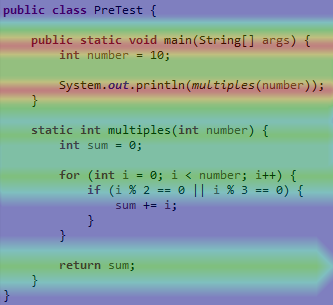 public class PreTest {
    public static void main(String[] args) {
        int number = 10;
        System.out.println(multiples(number));
    }
    static int multiples(int number) {
        int sum = 0;
        for (int i = 0; i < number; i++) {
            if (i % 2 == 0 || i % 3 == 0) {
                sum += i;
            }
        }
        return sum;
    }
}